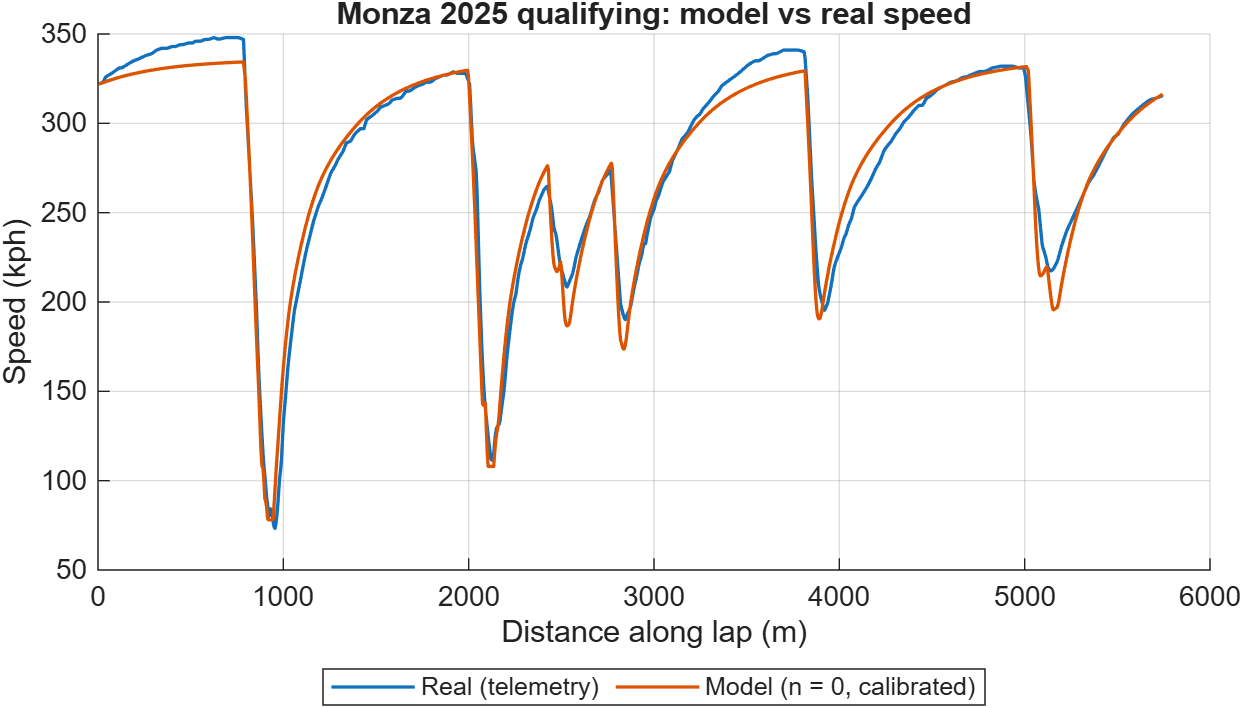 Monza 2025 qualifying: model vs real speed
350
300
250
200
150
100
50
Speed (kph)
0 1000 2000 3000 4000 5000 6000
Distance along lap (m)
Real (telemetry) Model (n = 0, calibrated)